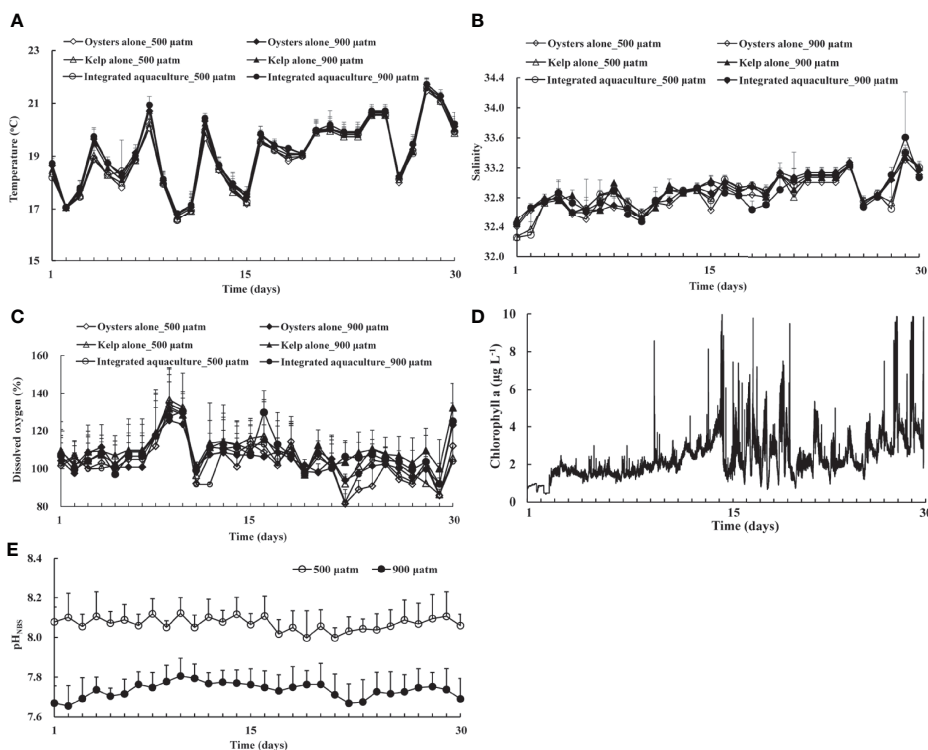 A
Oysters alone_500 µatm
Oysters alone_900 µatm
Kelp alone_500 µatm
Kelp alone_900 µatm
Integrated aquaculture_500 µatm
Integrated aquaculture_900 µatm
Temperature (°C)
23
21
19
17
15
1
15
30
Time (days)
B
Oysters alone_500 µatm
Oysters alone_900 µatm
Kelp alone_500 µatm
Kelp alone_900 µatm
Integrated aquaculture_500 µatm
Integrated aquaculture_900 µatm
Salinity
34.4
34.0
33.6
33.2
32.8
32.4
32.0
1
15
30
Time (days)
C
Oysters alone_500 µatm
Oysters alone_900 µatm
Kelp alone_500 µatm
Kelp alone_900 µatm
Integrated aquaculture_500 µatm
Integrated aquaculture_900 µatm
Dissolved oxygen (%)
160
140
120
100
80
1
15
30
Time (days)
D
Chlorophyll a (µg L-1)
10
8
6
4
2
0
1
15
30
Time (days)
E
500 µatm
900 µatm
pHNBS
8.4
8.2
8.0
7.8
7.6
1
15
30
Time (days)